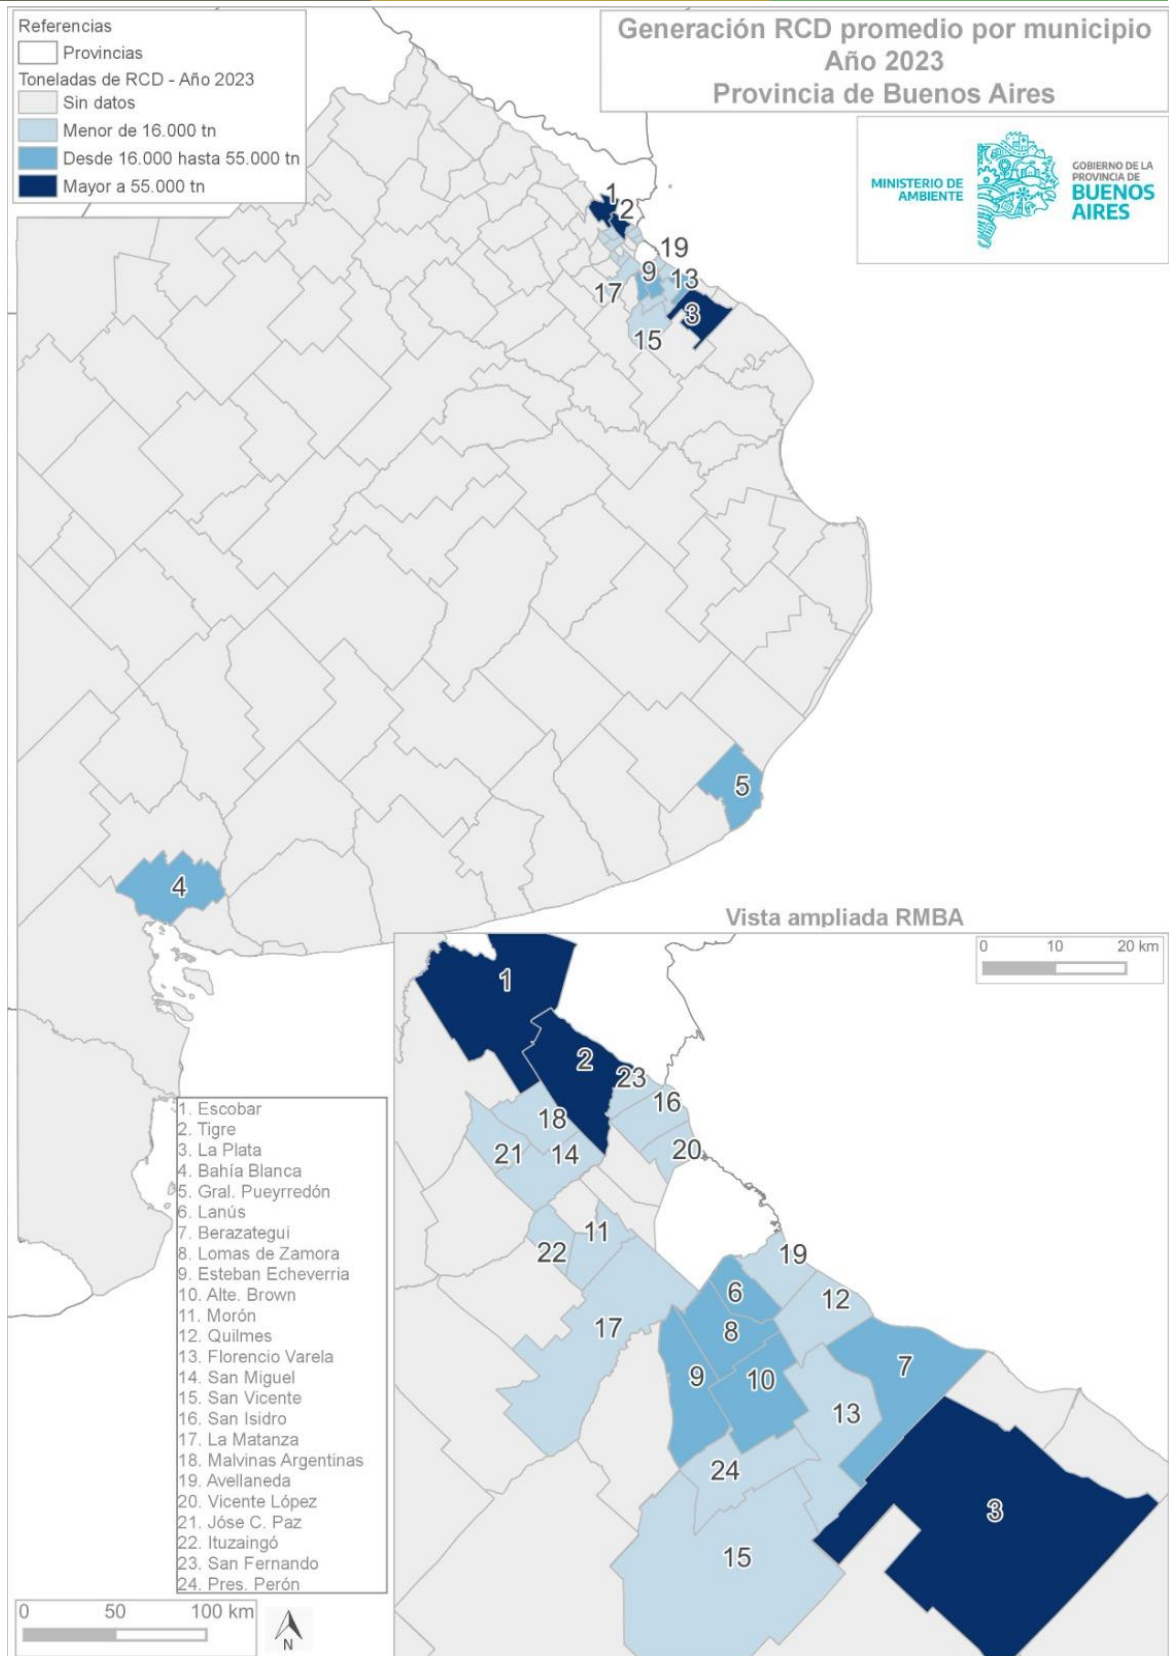 Referencias
Provincias
Toneladas de RCD - Año 2023
Sin datos
Menor de 16.000 tn
Desde 16.000 hasta 55.000 tn
Mayor a 55.000 tn
Generación RCD promedio por municipio
Año 2023
Provincia de Buenos Aires
MINISTERIO DE
AMBIENTE
GOBIERNO DE LA
PROVINCIA DE
BUENOS
AIRES
1
2
19
9
13
17
3
15
5
4
Vista ampliada RMBA
0 10 20 km
1
2
23
16
18
20
21
14
11
22
19
6
12
17
8
7
9
10
13
24
3
15
1. Escobar
2. Tigre
3. La Plata
4. Bahía Blanca
5. Gral. Pueyrredón
6. Lanús
7. Berazategui
8. Lomas de Zamora
9. Esteban Echeverria
10. Alte. Brown
11. Morón
12. Quilmes
13. Florencio Varela
14. San Miguel
15. San Vicente
16. San Isidro
17. La Matanza
18. Malvinas Argentinas
19. Avellaneda
20. Vicente López
21. Jóse C. Paz
22. Ituzaingó
23. San Fernando
24. Pres. Perón
0 50 100 km
N